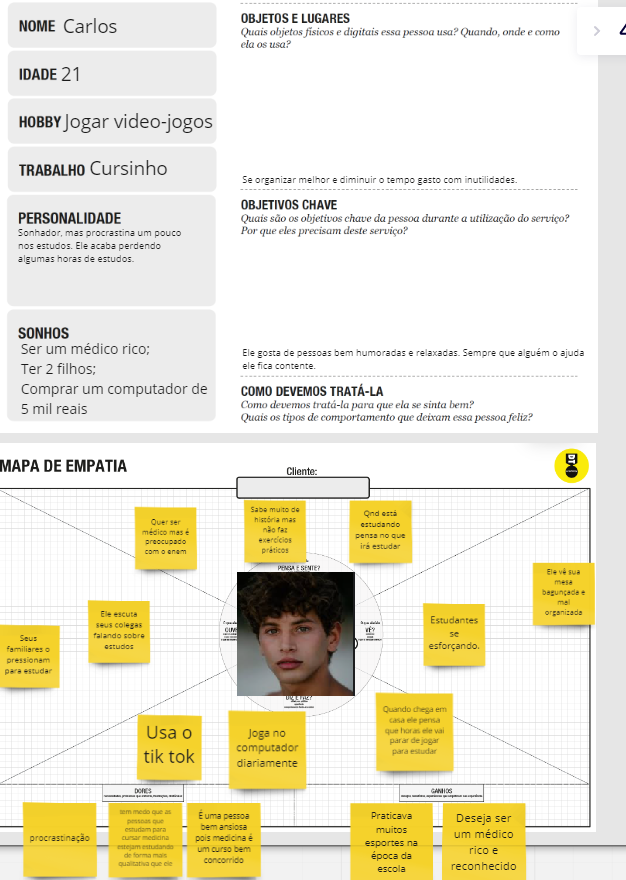 NOME Carlos
IDADE 21
HOBBY Jogar video-jogos
TRABALHO Cursinho
PERSONALIDADE
Sonhador, mas procrastina um pouco
nos estudos. Ele acaba perdendo
algumas horas de estudos.
SONHOS
Ser um médico rico;
Ter 2 filhos;
Comprar um computador de
5 mil reais
OBJETOS E LUGARES
Quais objetos físicos e digitais essa pessoa usa? Quando, onde e como
ela os usa?
Se organizar melhor e diminuir o tempo gasto com inutilidades.
OBJETIVOS CHAVE
Quais são os objetivos chave da pessoa durante a utilização do serviço?
Por que eles precisam deste serviço?
Ele gosta de pessoas bem humoradas e relaxadas. Sempre que alguém o ajuda
ele fica contente.
COMO DEVEMOS TRATÁ-LA
Como devemos tratá-la para que ela se sinta bem?
Quais os tipos de comportamento que deixam essa pessoa feliz?
MAPA DE EMPATIA
Cliente:
Quer ser
médico mas é
preocupado
com o enem
Sabe muito de
história mas
não faz
exercícios
práticos
Qnd está
estudando
pensa no que
irá estudar
PENSA E SENTE?
Ele vê sua
mesa
bagunçada e
mal
organizada
Ele escuta
seus colegas
falando sobre
estudos
Seus
familiares o
pressionam
para estudar
VÊ?
Estudantes
se
esforçando.
Usa o
tik tok
Joga no
computador
diariamente
Quando chega em
casa ele pensa
que horas ele vai
parar de jogar
para estudar
DORES
GANHOS
procrastinação
tem medo que as
pessoas que
estudam para
cursar medicina
estejam estudando
de forma mais
qualitativa que ele
É uma pessoa
bem ansiosa
pois medicina é
um curso bem
concorrido
Praticava
muitos
esportes na
época da
escola
Deseja ser
um médico
rico e
reconhecido